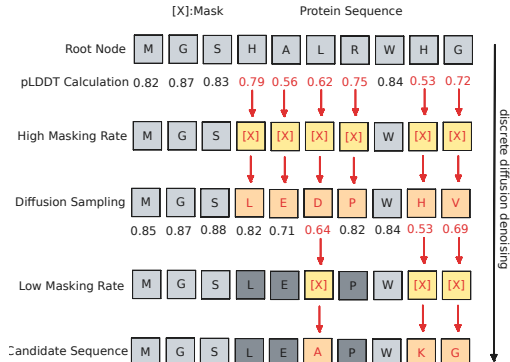 [X]:Mask Protein Sequence
Root Node M G S H A L R W H G
pLDDT Calculation 0.82 0.87 0.83 0.79 0.56 0.62 0.75 0.84 0.53 0.72
High Masking Rate M G S [X] [X] [X] [X] W [X] [X]
Diffusion Sampling M G S L E D P W H V
0.85 0.87 0.88 0.82 0.71 0.64 0.82 0.84 0.53 0.69
Low Masking Rate M G S L E [X] P W [X] [X]
Candidate Sequence M G S L E A P W K G
discrete diffusion denoising